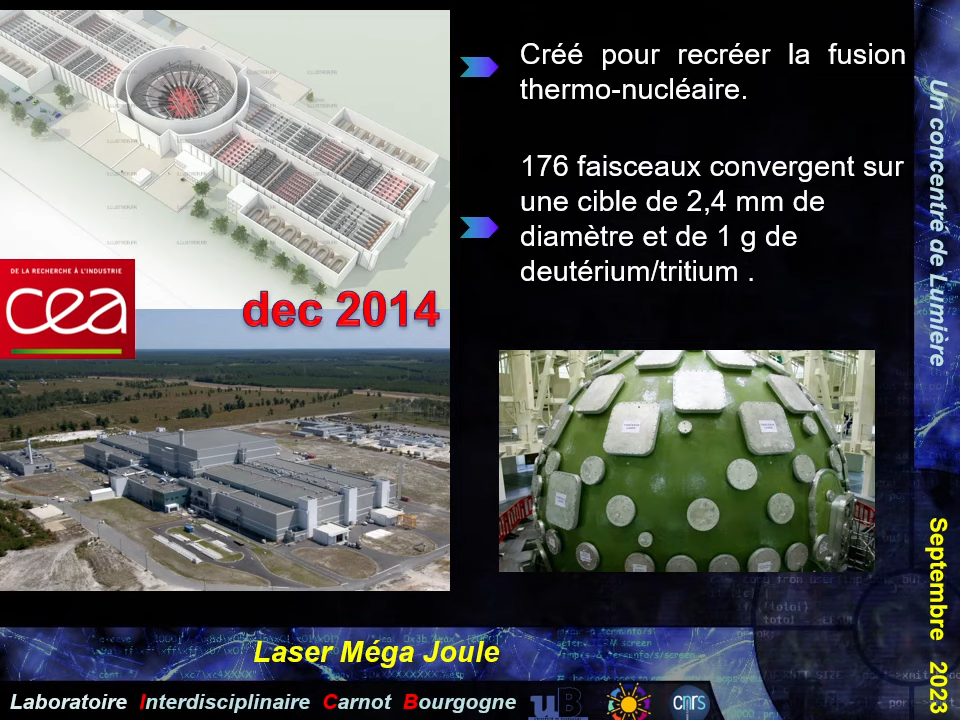 Créé pour recréer la fusion
thermo-nucléaire.
176 faisceaux convergent sur
une cible de 2,4 mm de
diamètre et de 1 g de
deutérium/tritium .
DE LA RECHERCHE À L'INDUSTRIE
cea
dec 2014
Un concentré de Lumière
Septembre 2023
Laser Méga Joule
Laboratoire Interdisciplinaire Carnot Bourgogne
uB
cnrs